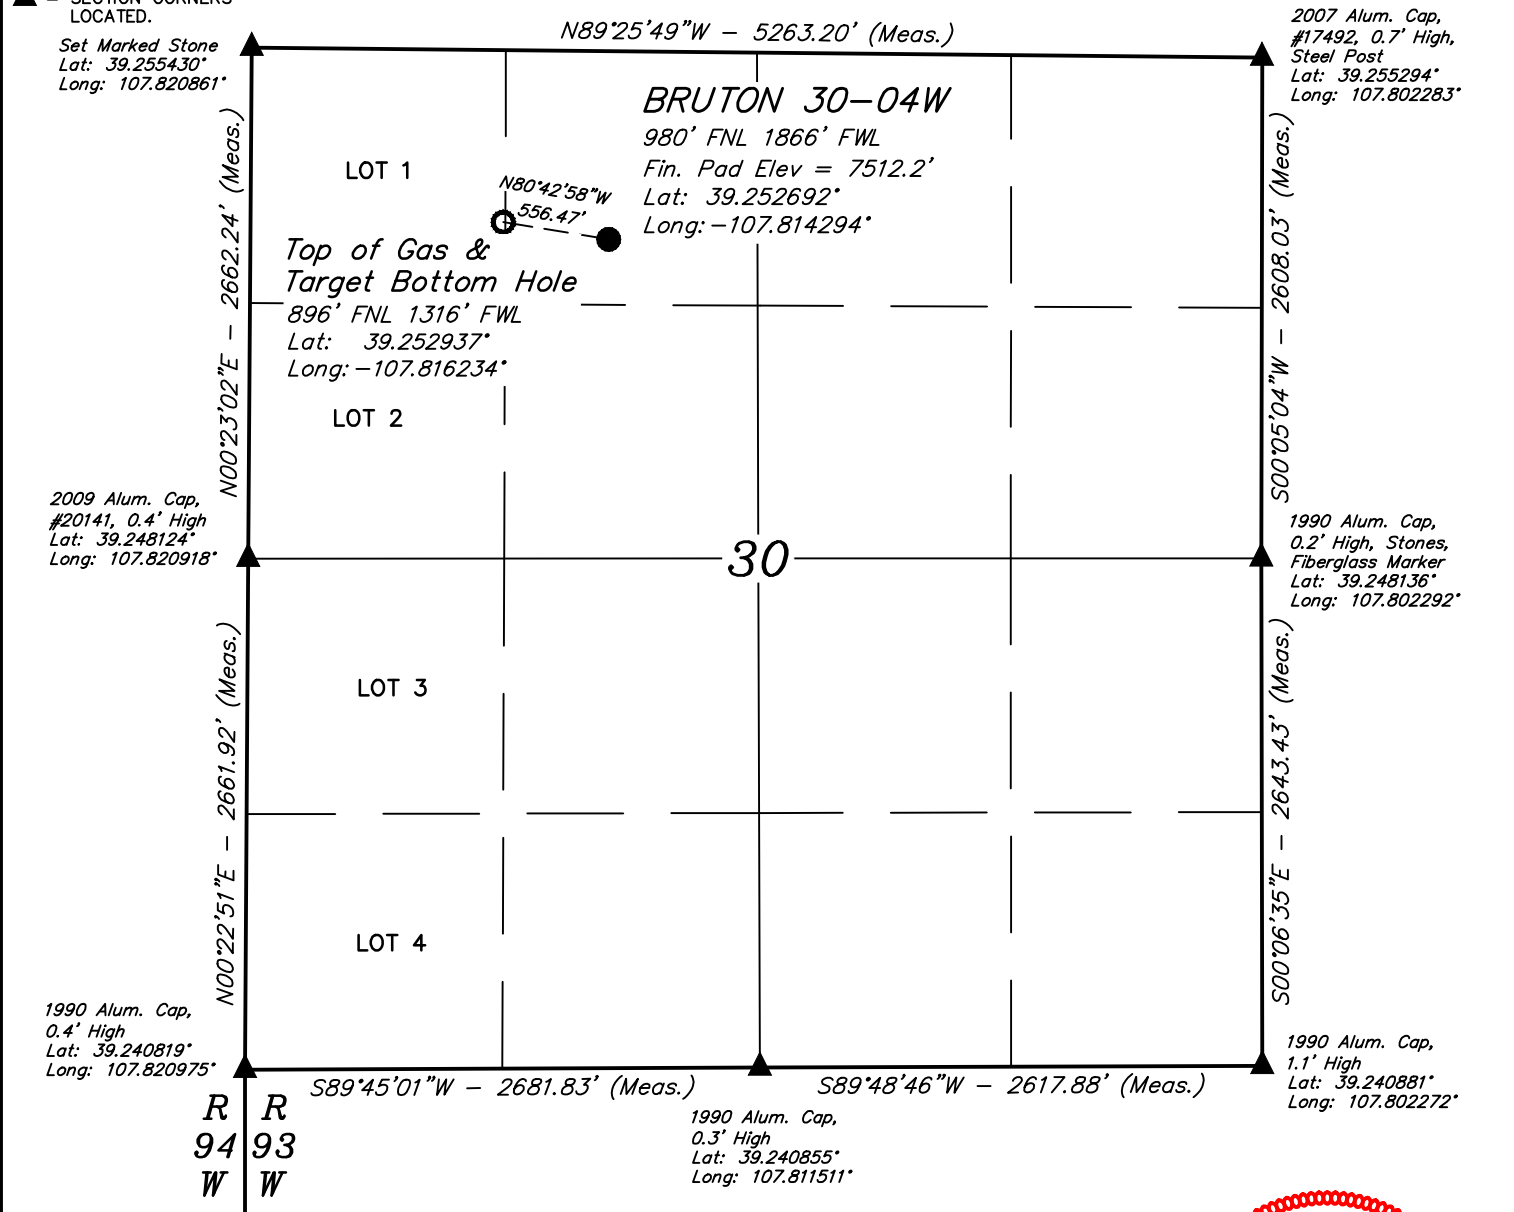 SECTION CORNERS
LOCATED.
Set Marked Stone
Lat: 39.255430°
Long: 107.820861°
N89°25'49"W - 5263.20' (Meas.)
2007 Alum. Cap,
#17492, 0.7' High,
Steel Post
Lat: 39.255294°
Long: 107.802283°
BRUTON 30-04W
980' FNL 1866' FWL
Fin. Pad Elev = 7512.2'
Lat: 39.252692°
Long:-107.814294°
LOT 1
N80°42'58"W
556.47'
Top of Gas &
Target Bottom Hole
896' FNL 1316' FWL
Lat: 39.252937°
Long:-107.816234°
N00°23'02"E - 2662.24' (Meas.)
S00°05'04"W - 2608.03' (Meas.)
LOT 2
2009 Alum. Cap,
#20141, 0.4' High
Lat: 39.248124°
Long: 107.820918°
30
1990 Alum. Cap,
0.2' High, Stones,
Fiberglass Marker
Lat: 39.248136°
Long: 107.802292°
LOT 3
N00°22'51"E - 2661.92' (Meas.)
S00°06'35"E - 2643.43' (Meas.)
LOT 4
1990 Alum. Cap,
0.4' High
Lat: 39.240819°
Long: 107.820975°
S89°45'01"W - 2681.83' (Meas.)
S89°48'46"W - 2617.88' (Meas.)
1990 Alum. Cap,
1.1' High
Lat: 39.240881°
Long: 107.802272°
1990 Alum. Cap,
0.3' High
Lat: 39.240855°
Long: 107.811511°
R R
94 93
W W